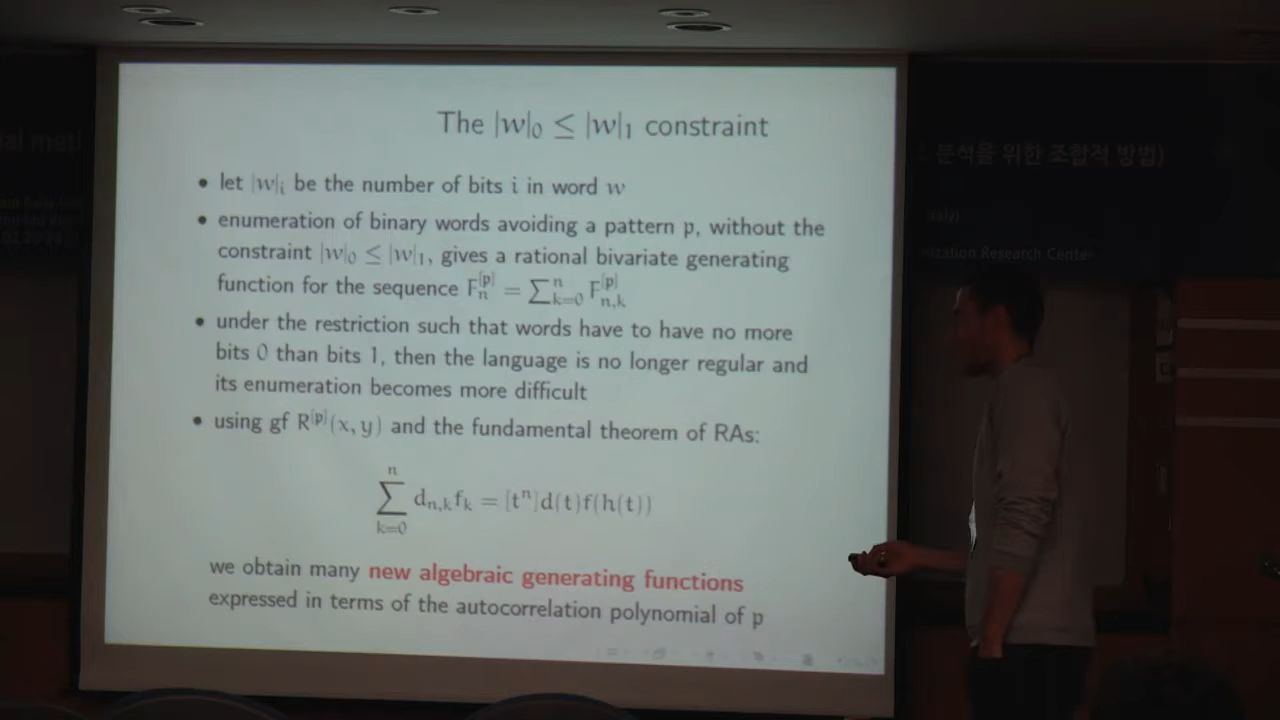 The |w|₀ ≤ |w|₁ constraint
• let |w|ᵢ be the number of bits i in word w
• enumeration of binary words avoiding a pattern p, without the
constraint |w|₀ ≤ |w|₁, gives a rational bivariate generating
function for the sequence F_n^{[p]} = ∑_{k=0}^{n} F_{n,k}^{[p]}
• under the restriction such that words have to have no more
bits 0 than bits 1, then the language is no longer regular and
its enumeration becomes more difficult
• using gf R^{[p]}(x, y) and the fundamental theorem of RAs:
∑_{k=0}^{n} d_{n,k} f_k = [tⁿ]d(t)f(h(t))
we obtain many new algebraic generating functions
expressed in terms of the autocorrelation polynomial of p
분석을 위한 조합적 방법)
Research Center